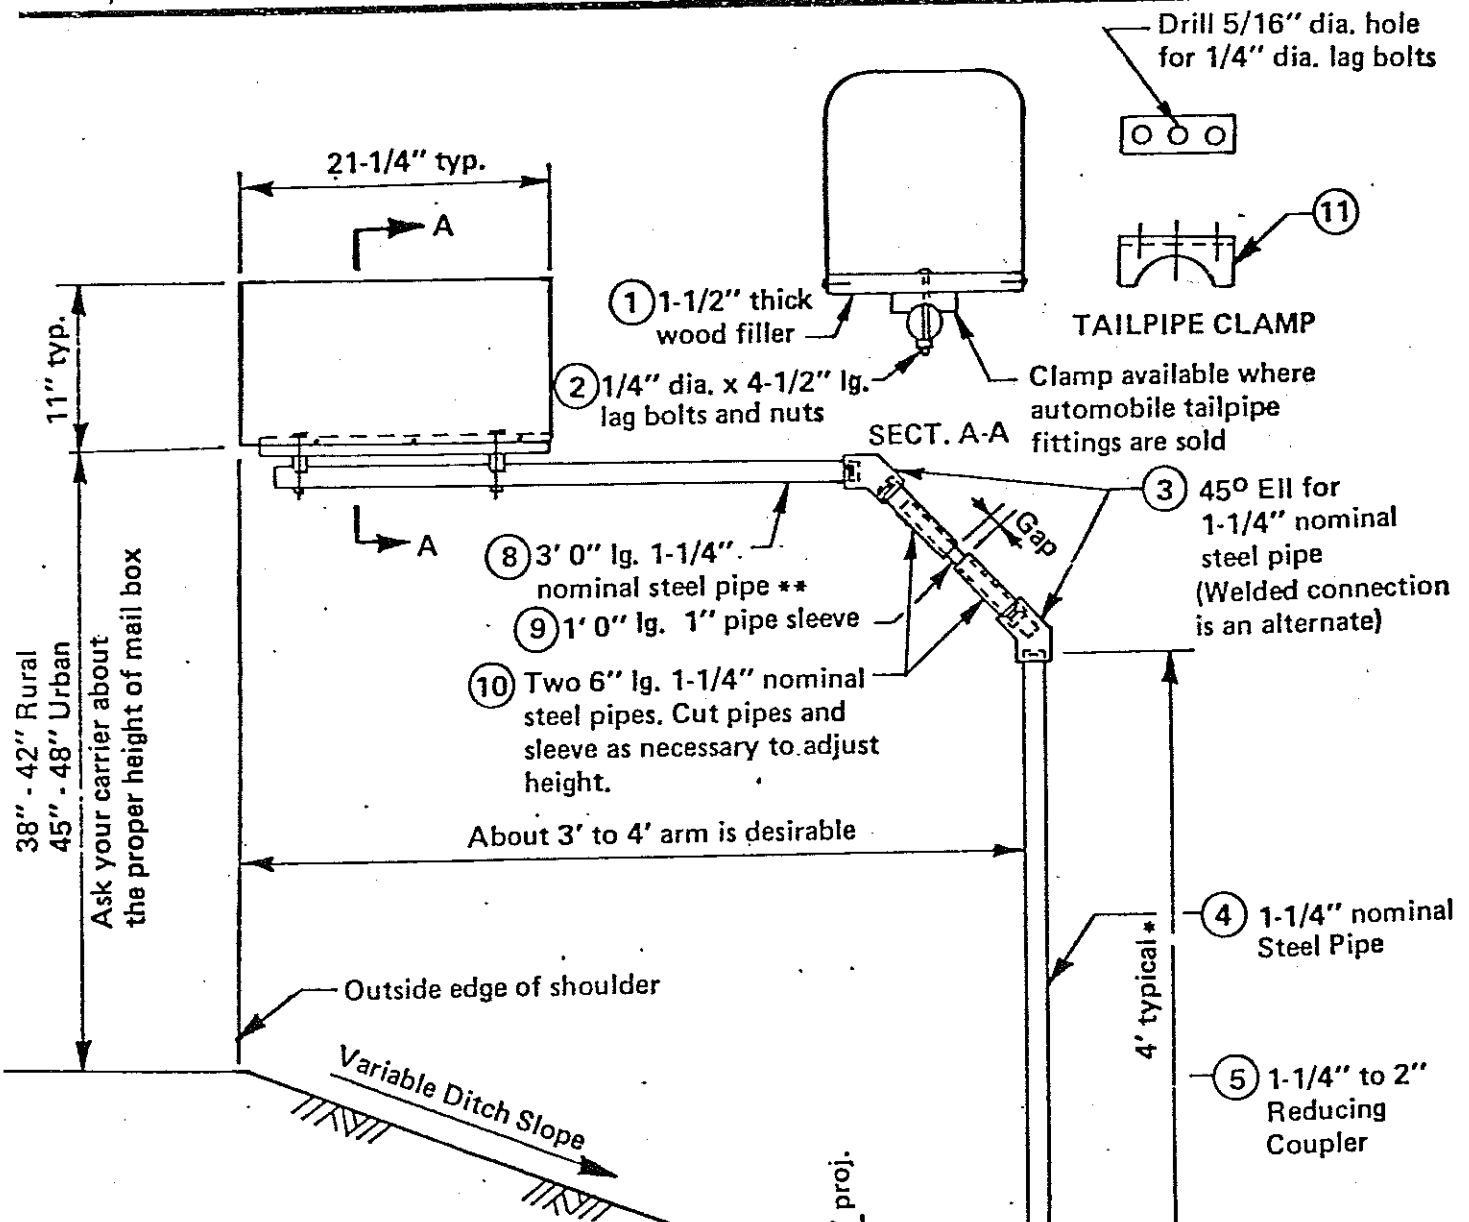 Drill 5/16" dia. hole
for 1/4" dia. lag bolts
21-1/4" typ.
A
11" typ.
11
TAILPIPE CLAMP
1 1-1/2" thick
wood filler
2 1/4" dia. x 4-1/2" lg.
lag bolts and nuts
Clamp available where
automobile tailpipe
fittings are sold
SECT. A-A
3 45° Ell for
1-1/4" nominal
steel pipe
(Welded connection
is an alternate)
Gap
A
8 3' 0" lg. 1-1/4"
nominal steel pipe **
9 1' 0" lg. 1" pipe sleeve
10 Two 6" lg. 1-1/4" nominal
steel pipes. Cut pipes and
sleeve as necessary to adjust
height.
38" - 42" Rural
45" - 48" Urban
Ask your carrier about
the proper height of mail box
About 3' to 4' arm is desirable
4 1-1/4" nominal
Steel Pipe
4' typical *
Outside edge of shoulder
Variable Ditch Slope
5 1-1/4" to 2"
Reducing
Coupler
proj.